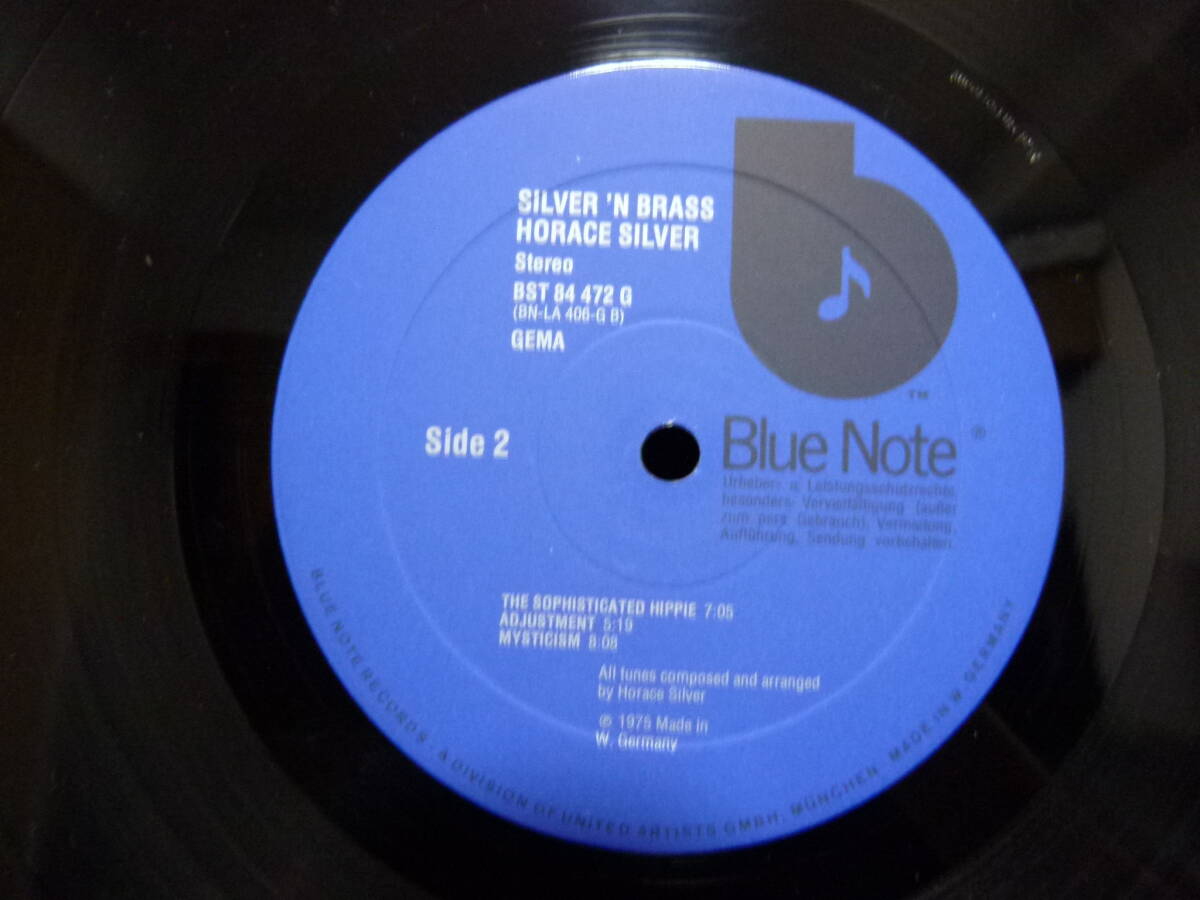 SILVER 'N BRASS
HORACE SILVER
Stereo
BST 84 472 G
(BN-LA 406-G B)
GEMA
Side 2
TM
Blue Note ®
Urheber- u. Leistungsschutzrechte,
besonders Vervielfältigung (außer
zum pers. Gebrauch), Vermietung,
Aufführung, Sendung vorbehalten.
THE SOPHISTICATED HIPPIE 7:05
ADJUSTMENT 5:19
MYSTICISM 8:08
All tunes composed and arranged
by Horace Silver
℗ 1975 Made in
W. Germany
BLUE NOTE RECORDS · A DIVISION OF UNITED ARTISTS GMBH, MÜNCHEN. MADE IN W. GERMANY